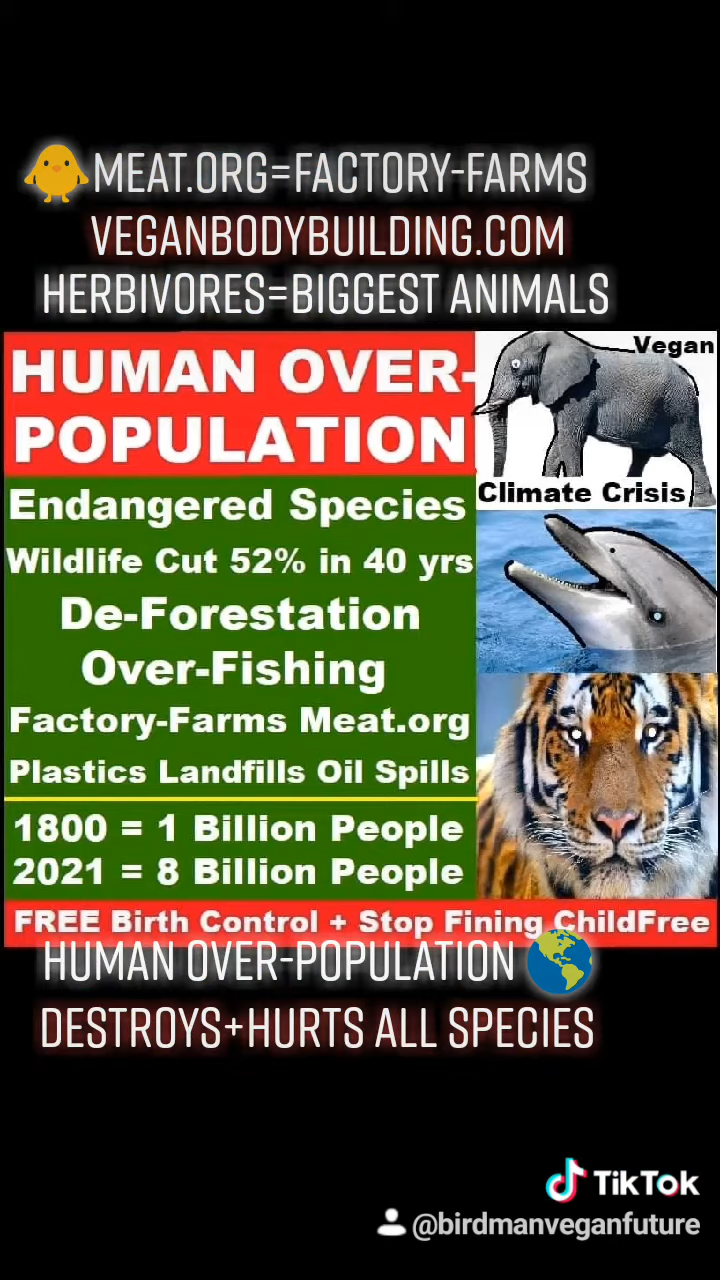 MEAT.ORG=FACTORY-FARMS
VEGANBODYBUILDING.COM
HERBIVORES=BIGGEST ANIMALS
HUMAN OVER-
POPULATION
Vegan
Climate Crisis
Endangered Species
Wildlife Cut 52% in 40 yrs
De-Forestation
Over-Fishing
Factory-Farms Meat.org
Plastics Landfills Oil Spills
1800 = 1 Billion People
2021 = 8 Billion People
FREE Birth Control + Stop Fining ChildFree
HUMAN OVER-POPULATION
DESTROYS+HURTS ALL SPECIES
TikTok
@birdmanveganfuture